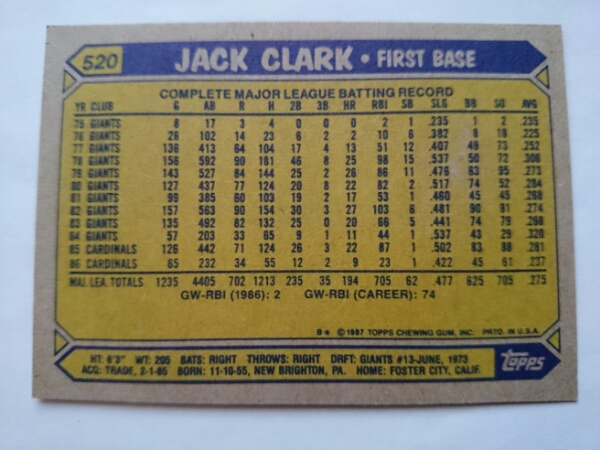 520 JACK CLARK • FIRST BASE
COMPLETE MAJOR LEAGUE BATTING RECORD
YR CLUB G AB R H 2B 3B HR RBI SB SLG BB SO AVG
75 GIANTS 8 17 3 4 0 0 0 2 1 .235 1 2 .235
76 GIANTS 26 102 14 23 6 2 2 10 6 .382 8 18 .225
77 GIANTS 136 413 64 104 17 4 13 51 12 .407 49 73 .252
78 GIANTS 156 592 90 181 46 8 25 98 15 .537 50 72 .306
79 GIANTS 143 527 84 144 25 2 26 86 11 .476 63 95 .273
80 GIANTS 127 437 77 124 20 8 22 82 2 .517 74 52 .284
81 GIANTS 99 385 60 103 19 2 17 53 1 .460 45 45 .268
82 GIANTS 157 563 90 154 30 3 27 103 6 .481 90 91 .274
83 GIANTS 135 492 82 132 25 0 20 66 5 .441 74 79 .268
84 GIANTS 57 203 33 65 9 1 11 44 1 .537 43 29 .320
85 CARDINALS 126 442 71 124 26 3 22 87 1 .502 83 88 .281
86 CARDINALS 65 232 34 55 12 2 9 23 1 .422 45 61 .237
MAJ. LEA. TOTALS 1235 4405 702 1213 235 35 194 705 62 .477 625 705 .275
GW-RBI (1986): 2 GW-RBI (CAREER): 74
B* © 1987 TOPPS CHEWING GUM, INC. PRTD. IN U.S.A.
HT: 6'3" WT: 205 BATS: RIGHT THROWS: RIGHT DRFT: GIANTS #13-JUNE, 1973
ACQ: TRADE, 2-1-85 BORN: 11-10-55, NEW BRIGHTON, PA. HOME: FOSTER CITY, CALIF.
topps